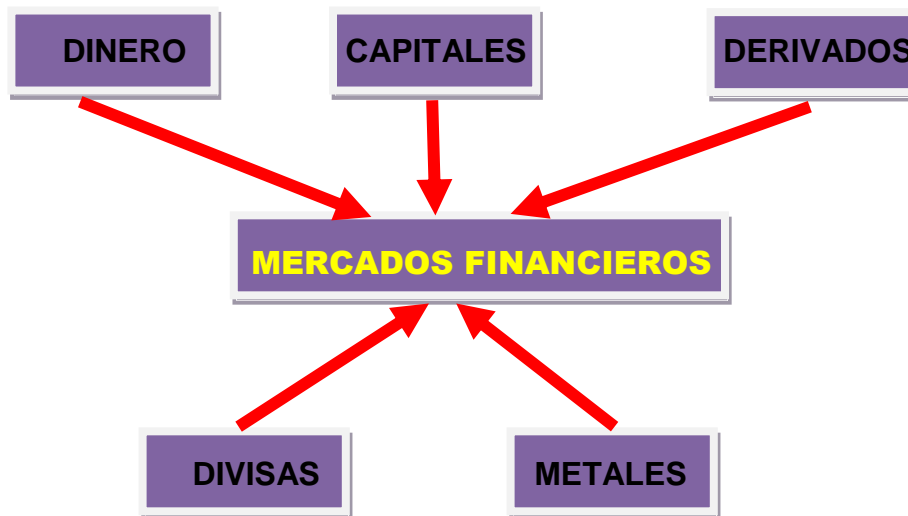 DINERO
CAPITALES
DERIVADOS
MERCADOS FINANCIEROS
DIVISAS
METALES